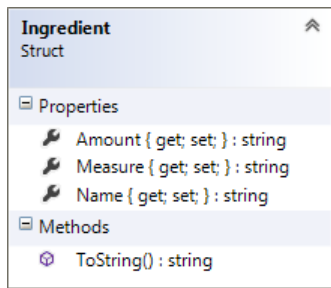 Ingredient
Struct
Properties
Amount { get; set; } : string
Measure { get; set; } : string
Name { get; set; } : string
Methods
ToString() : string